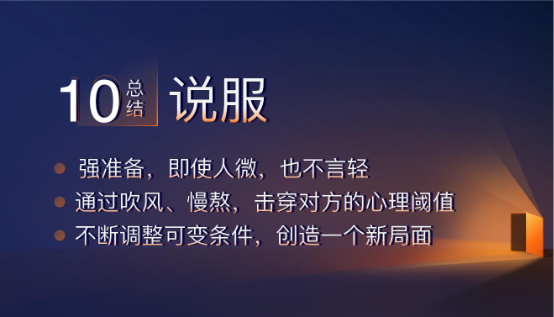 10 总结 说服
强准备，即使人微，也不言轻
通过吹风、慢熬，击穿对方的心理阈值
不断调整可变条件，创造一个新局面